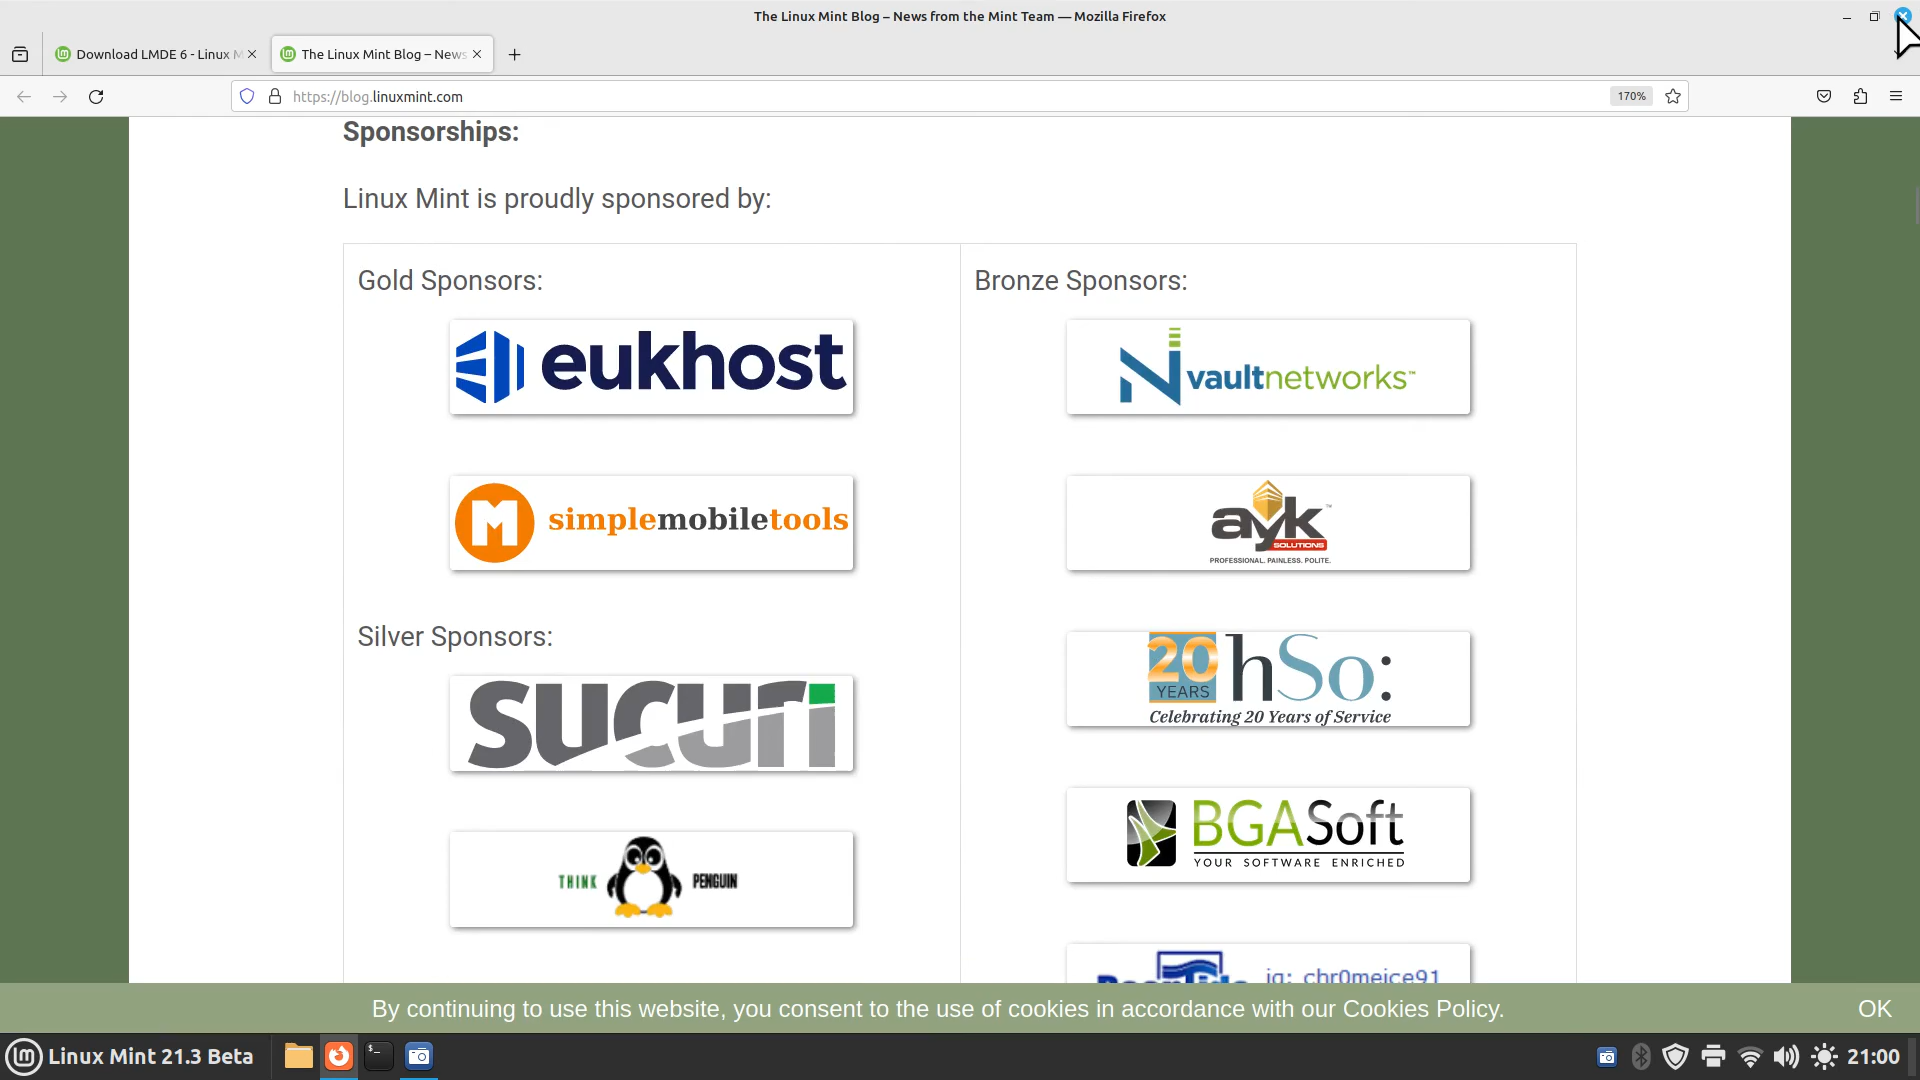 The Linux Mint Blog – News from the Mint Team — Mozilla Firefox
Download LMDE 6 - Linux M
The Linux Mint Blog – News
https://blog.linuxmint.com
170%
Sponsorships:
Linux Mint is proudly sponsored by:
Gold Sponsors:
eukhost
simplemobiletools
Silver Sponsors:
sucuri
THINK PENGUIN
Bronze Sponsors:
vaultnetworks™
ayk™
SOLUTIONS
PROFESSIONAL. PAINLESS. POLITE.
20 YEARS
hSo:
Celebrating 20 Years of Service
BGASoft
YOUR SOFTWARE ENRICHED
ig: chr0meice91
By continuing to use this website, you consent to the use of cookies in accordance with our Cookies Policy.
OK
Linux Mint 21.3 Beta
21:00